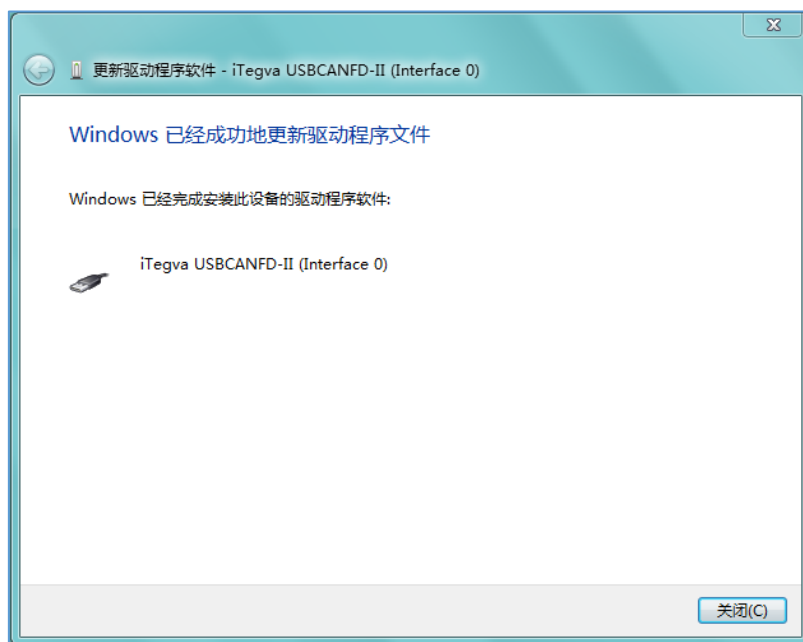 更新驱动程序软件 - iTegva USBCANFD-II (Interface 0)
Windows 已经成功地更新驱动程序文件
Windows 已经完成安装此设备的驱动程序软件:
iTegva USBCANFD-II (Interface 0)
关闭(C)